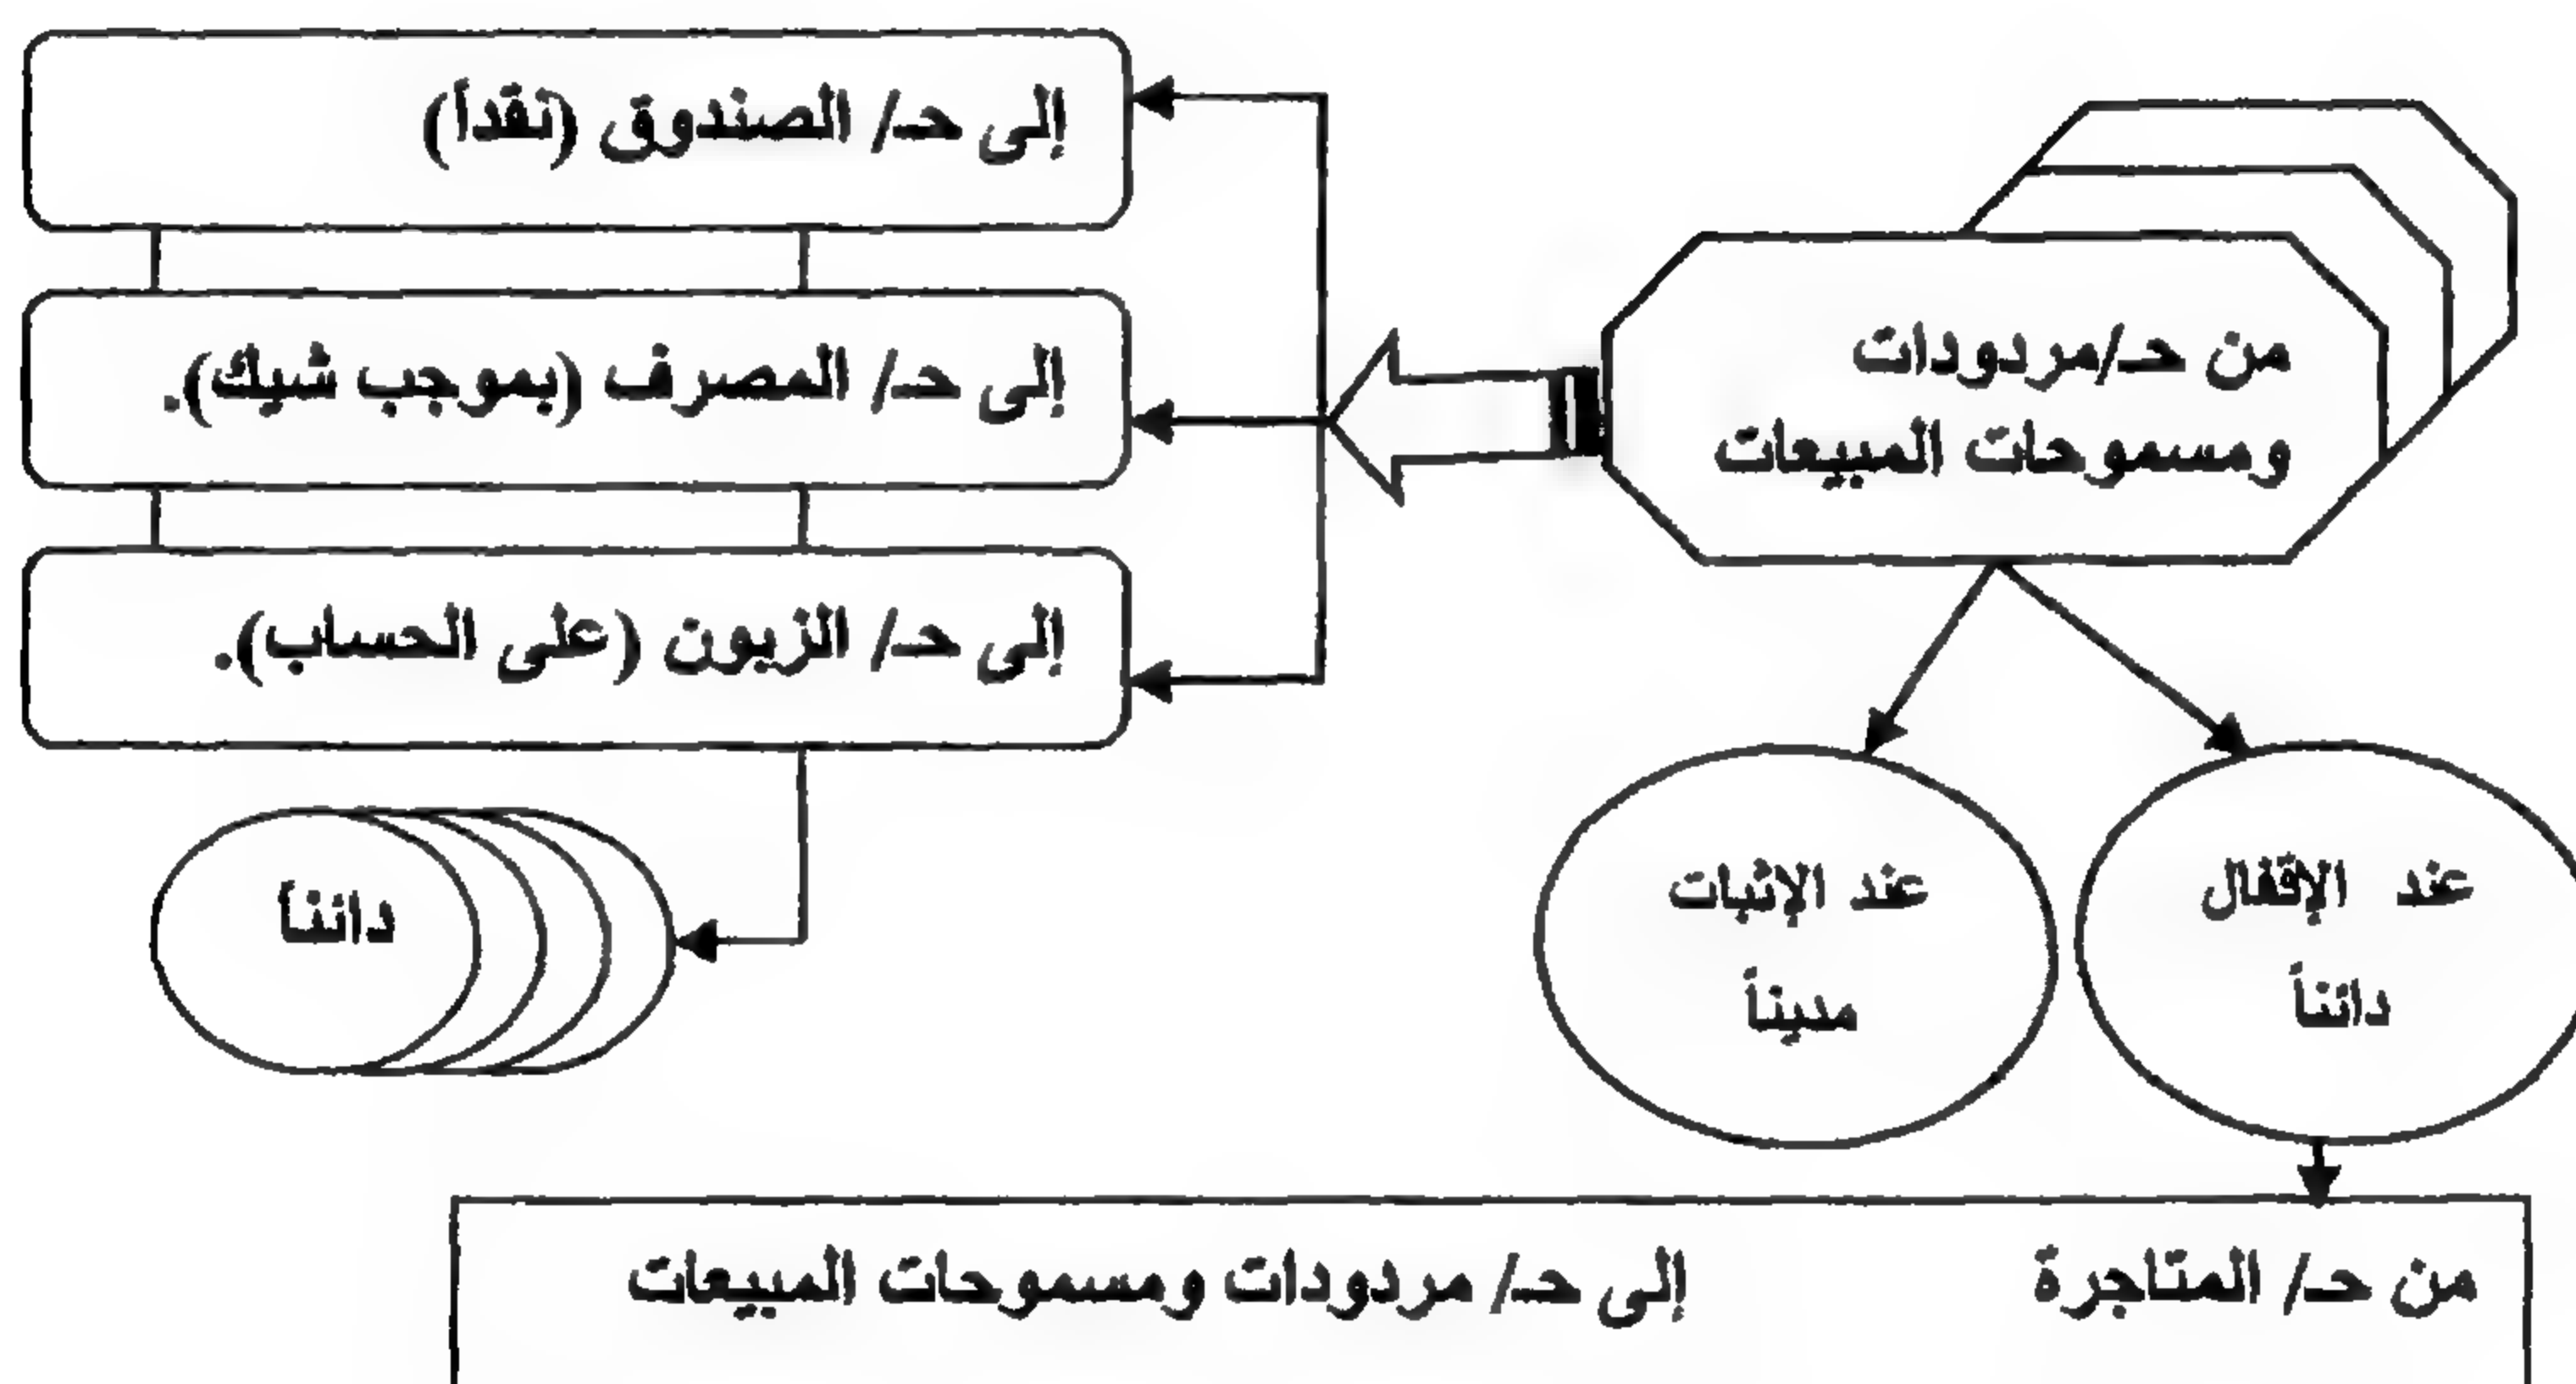 إلى حـ/ الصندوق (نقداً)
من حـ/مردودات
ومسموحات المبيعات
إلى حـ/ المصرف (بموجب شيك).
إلى حـ/ الزبون (على الحساب).
عند الإقفال
دائناً
عند الإثبات
مديناً
دائناً
من حـ/ المتاجرة إلى حـ/ مردودات ومسموحات المبيعات